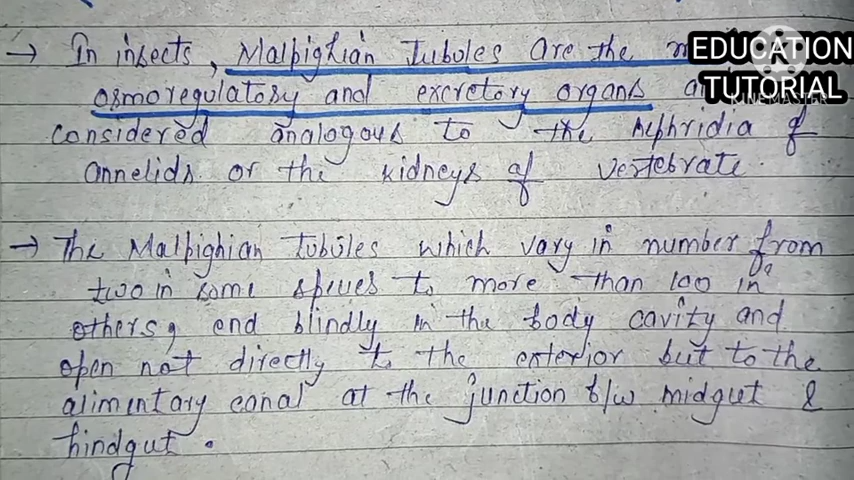 → In insects, Malpighian Tubules are the
EDUCATION
TUTORIAL
KINEMASTER
osmoregulatory and excretory organs
considered analogous to the nephridia of
annelids or the kidneys of vertebrate.
→ The Malpighian tubules which vary in number from
two in some species to more than 100 in
others, end blindly in the body cavity and
open not directly to the exterior but to the
alimentary canal at the junction b/w midgut &
hindgut.